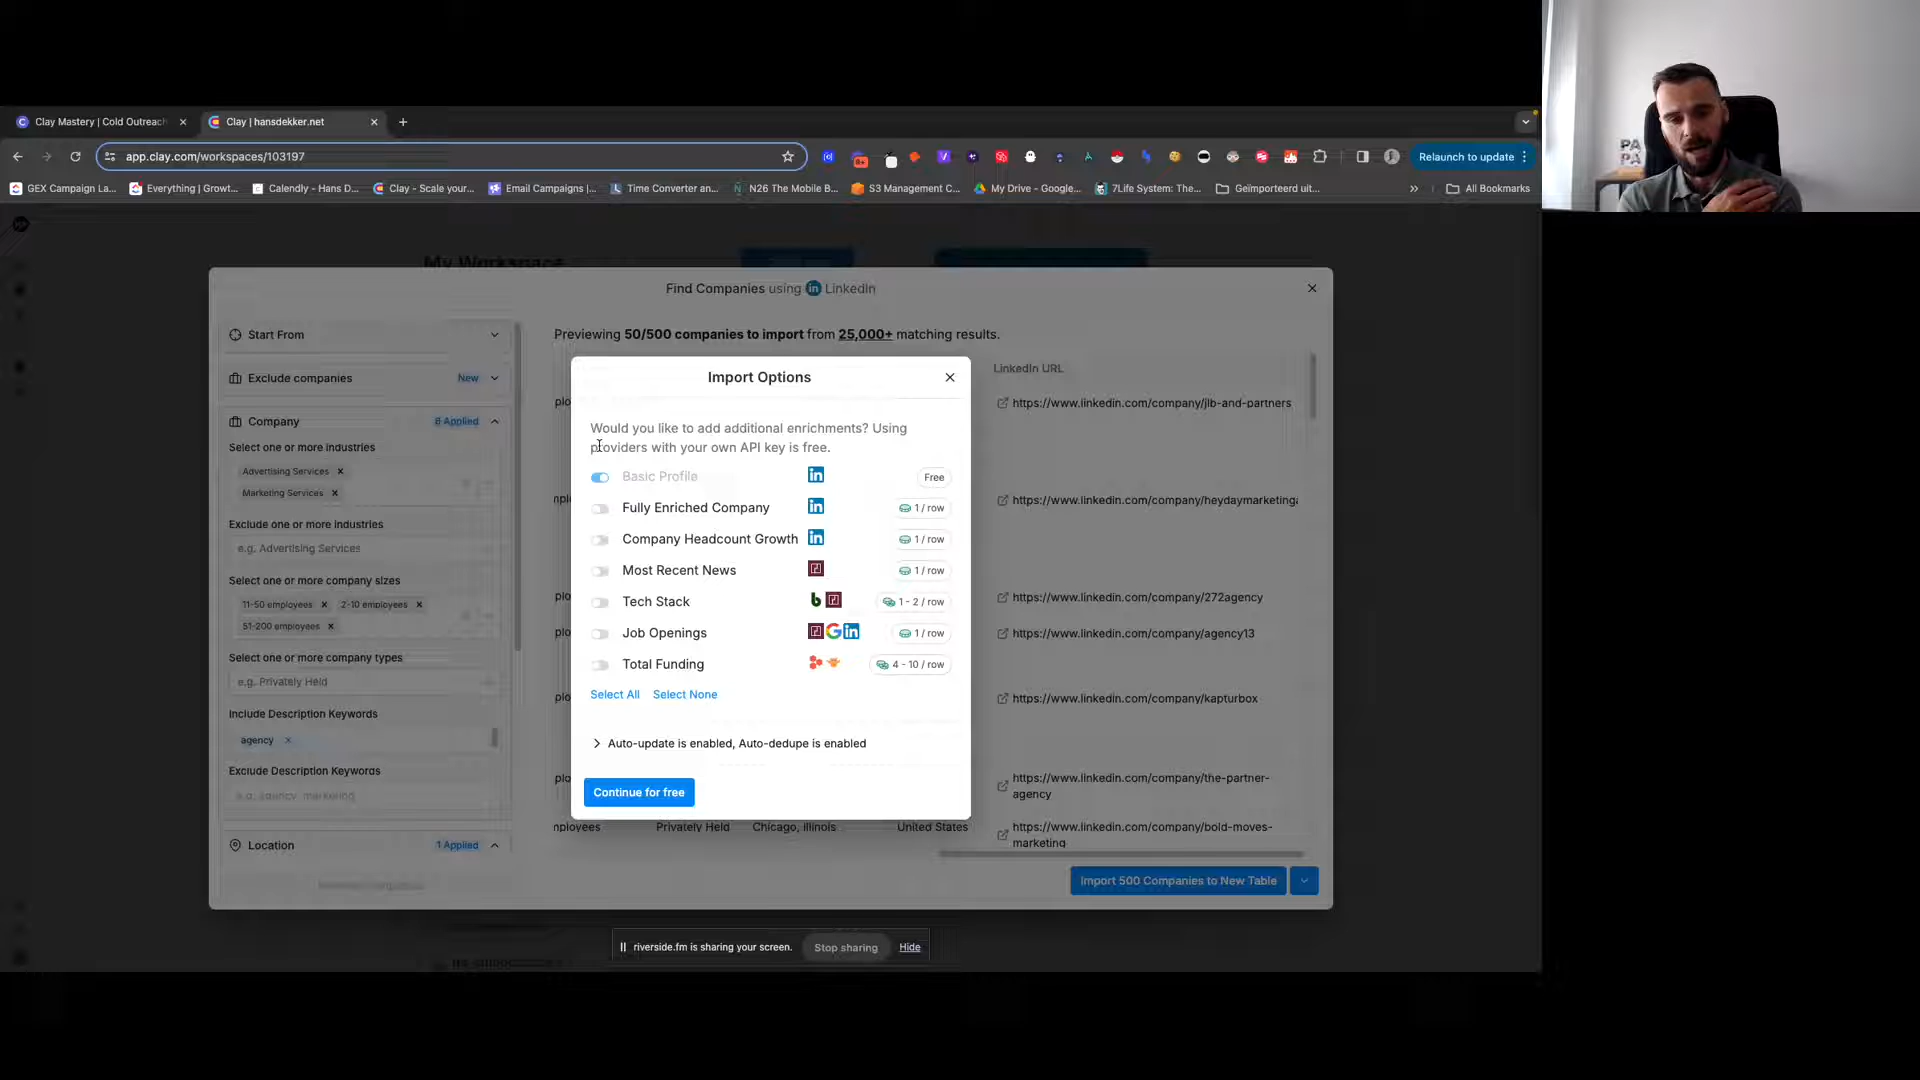 Clay Mastery | Cold Outreach
Clay | hansdekker.net
app.clay.com/workspaces/103197
Relaunch to update
GEX Campaign La...
Everything | Growt...
Calendly - Hans D...
Clay - Scale your...
Email Campaigns |...
Time Converter an...
N26 The Mobile B...
S3 Management C...
My Drive - Google...
7Life System: The...
Geïmporteerd uit...
»
All Bookmarks
PA
PA
My Workspace
Find Companies using LinkedIn
Start From
Exclude companies New
Company 8 Applied
Select one or more industries
Advertising Services
Marketing Services
Exclude one or more industries
e.g. Advertising Services
Select one or more company sizes
11-50 employees 2-10 employees
51-200 employees
Select one or more company types
e.g. Privately Held
Include Description Keywords
agency
Exclude Description Keywords
e.g. agency, marketing
Location 1 Applied
Previewing 50/500 companies to import from 25,000+ matching results.
LinkedIn URL
https://www.linkedin.com/company/jlb-and-partners
https://www.linkedin.com/company/heydaymarketing
https://www.linkedin.com/company/272agency
https://www.linkedin.com/company/agency13
https://www.linkedin.com/company/kapturbox
https://www.linkedin.com/company/the-partner-
agency
https://www.linkedin.com/company/bold-moves-
marketing
Privately Held Chicago, Illinois United States
Import Options
Would you like to add additional enrichments? Using
providers with your own API key is free.
Basic Profile Free
Fully Enriched Company 1 / row
Company Headcount Growth 1 / row
Most Recent News 1 / row
Tech Stack 1 - 2 / row
Job Openings 1 / row
Total Funding 4 - 10 / row
Select All Select None
Auto-update is enabled, Auto-dedupe is enabled
Continue for free
Import 500 Companies to New Table
riverside.fm is sharing your screen. Stop sharing Hide